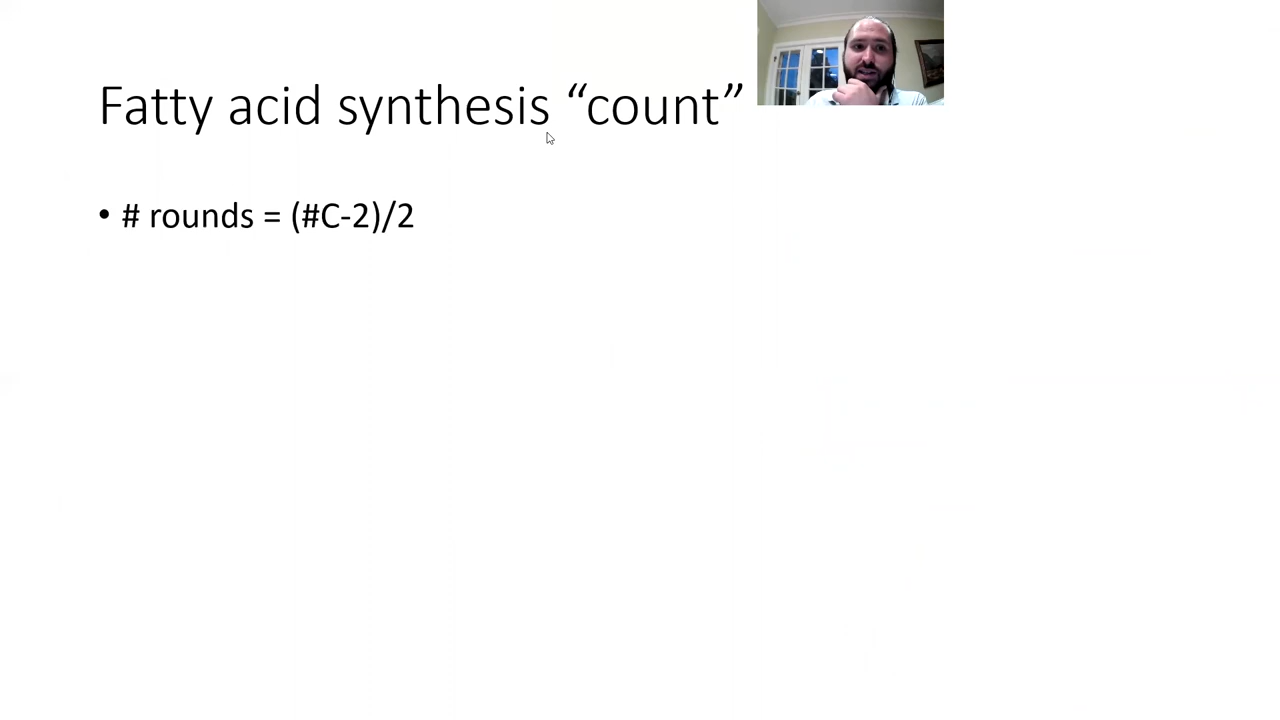 Fatty acid synthesis “count”
• # rounds = (#C-2)/2